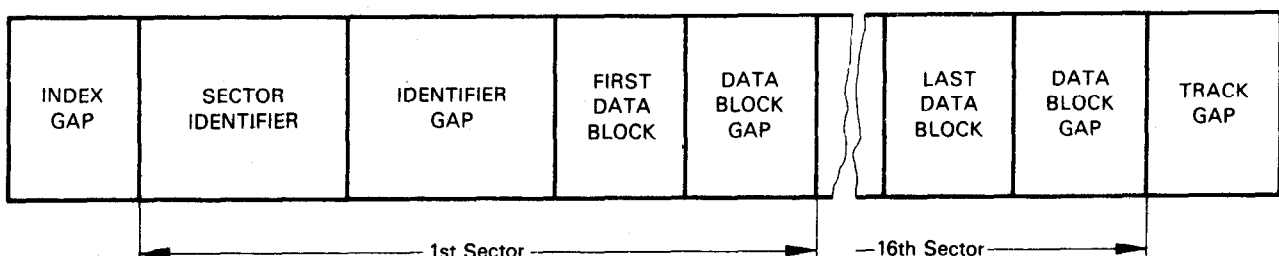 INDEX
GAP
SECTOR
IDENTIFIER
IDENTIFIER
GAP
FIRST
DATA
BLOCK
DATA
BLOCK
GAP
LAST
DATA
BLOCK
DATA
BLOCK
GAP
TRACK
GAP
1st Sector
16th Sector